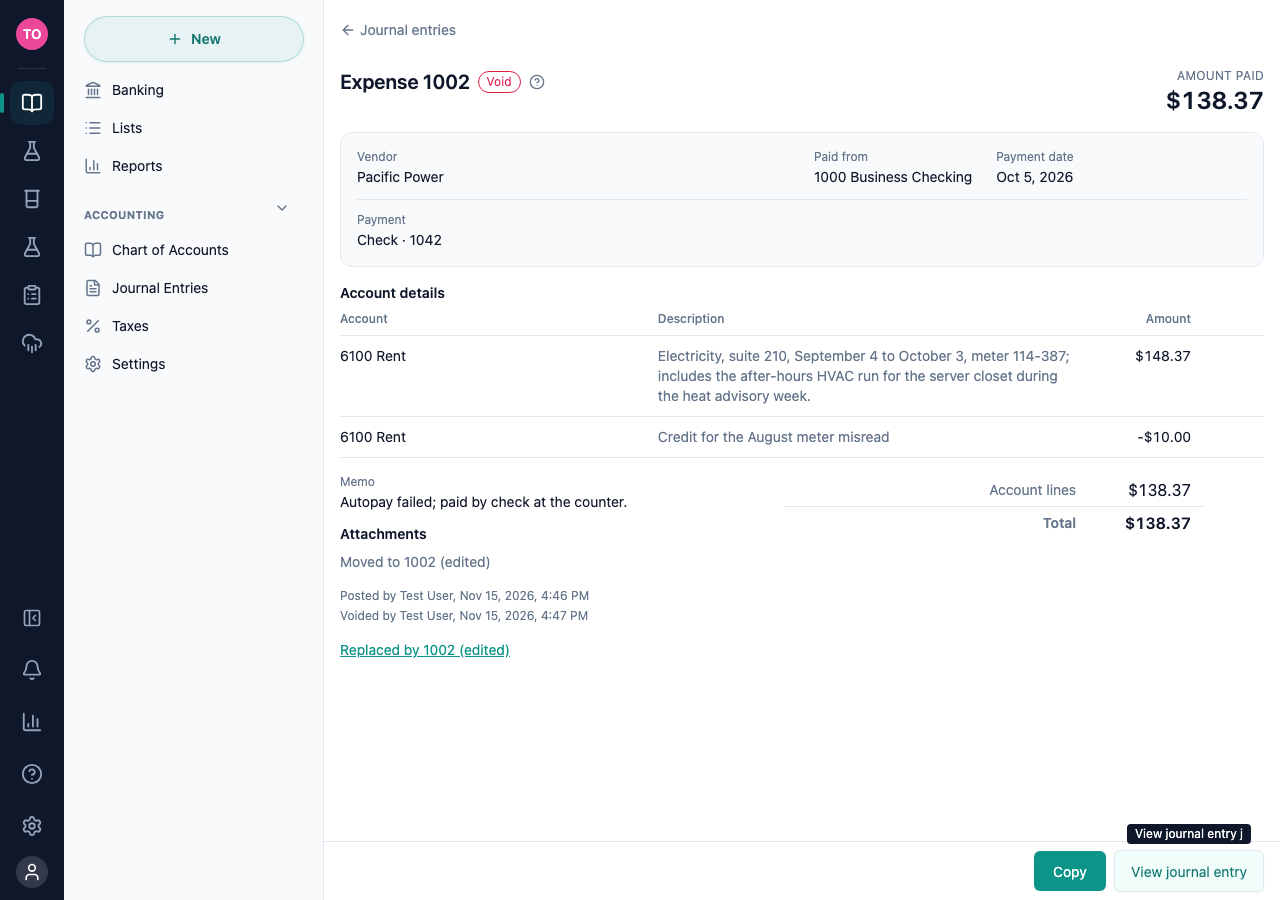 TO
New
Banking
Lists
Reports
ACCOUNTING
Chart of Accounts
Journal Entries
Taxes
Settings
Journal entries
Expense 1002
Void
AMOUNT PAID
$138.37
Vendor
Pacific Power
Paid from
1000 Business Checking
Payment date
Oct 5, 2026
Payment
Check · 1042
Account details
Account
Description
Amount
6100 Rent
Electricity, suite 210, September 4 to October 3, meter 114-387;
includes the after-hours HVAC run for the server closet during
the heat advisory week.
$148.37
6100 Rent
Credit for the August meter misread
-$10.00
Memo
Autopay failed; paid by check at the counter.
Account lines
$138.37
Total
$138.37
Attachments
Moved to 1002 (edited)
Posted by Test User, Nov 15, 2026, 4:46 PM
Voided by Test User, Nov 15, 2026, 4:47 PM
Replaced by 1002 (edited)
View journal entry j
Copy
View journal entry